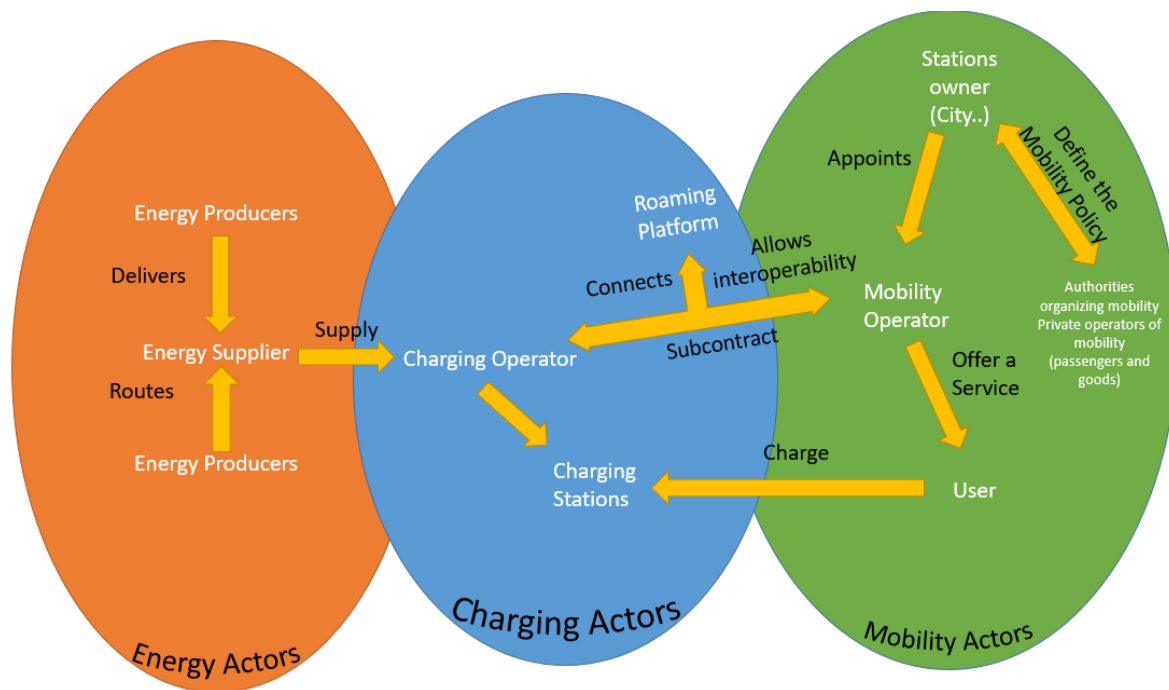 Energy Producers
Delivers
Energy Supplier
Routes
Energy Producers
Energy Actors
Supply
Roaming
Platform
Connects
Allows
interoperability
Subcontract
Charging Operator
Charging
Stations
Charge
Charging Actors
Stations
owner
(City..)
Appoints
Define the
Mobility Policy
Mobility
Operator
Authorities
organizing mobility
Private operators of
mobility
(passengers and
goods)
Offer a
Service
User
Mobility Actors